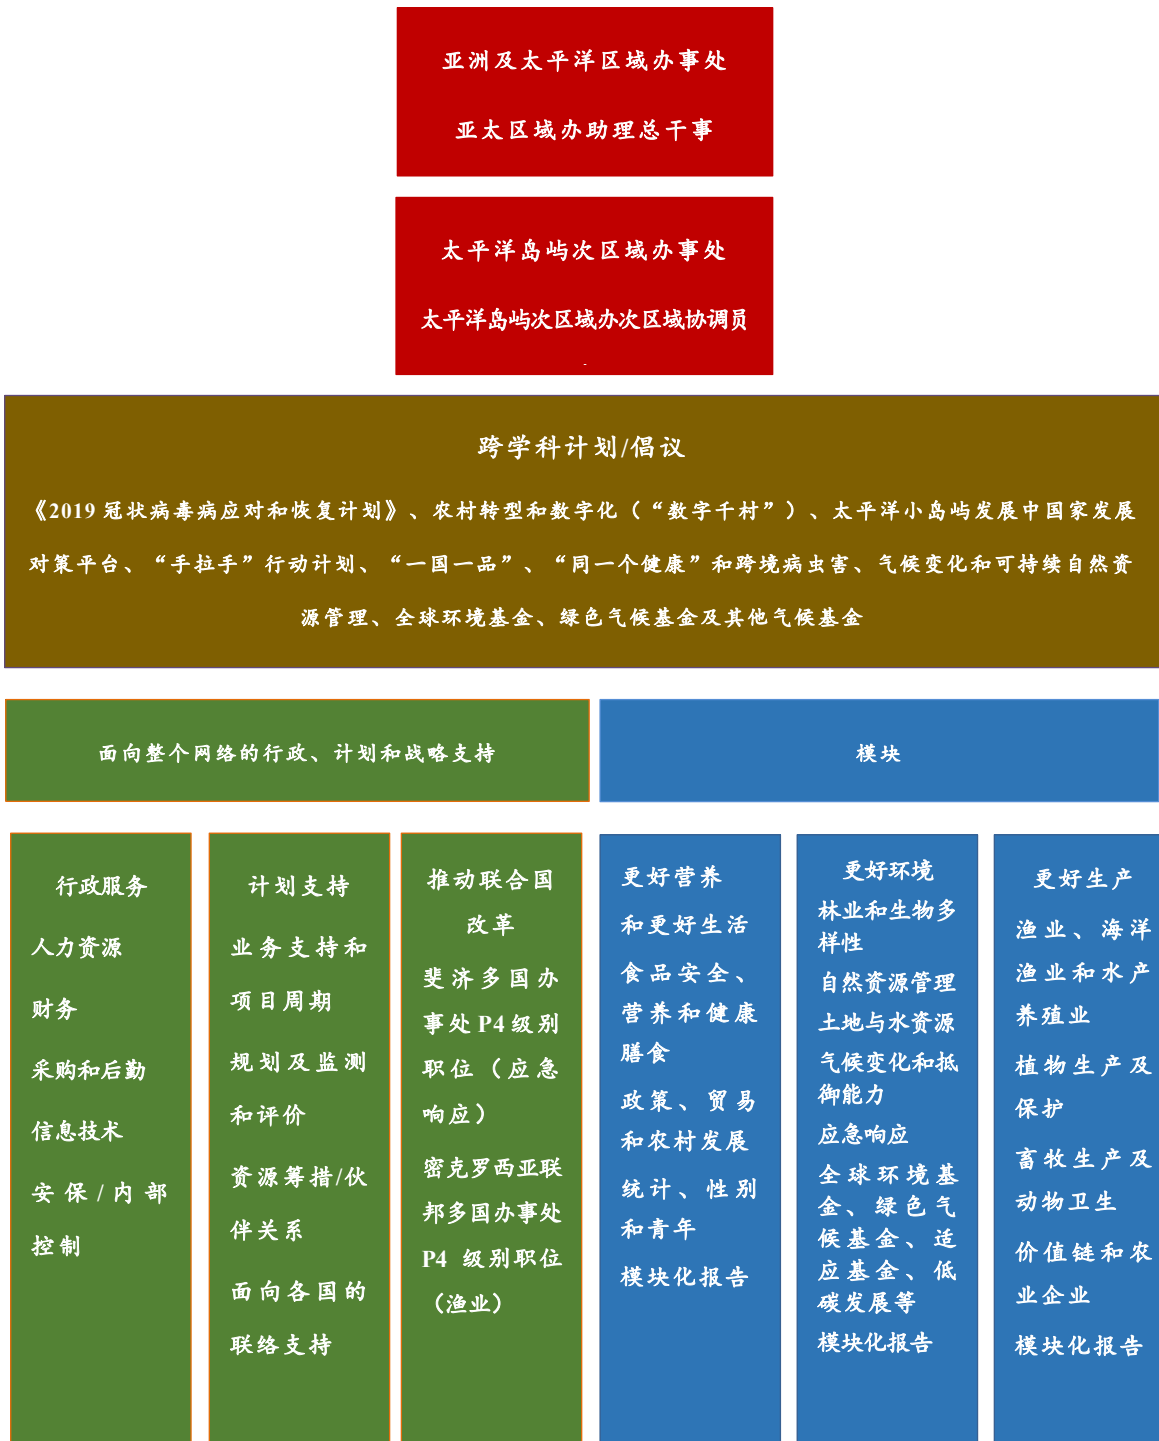 亚洲及太平洋区域办事处
亚太区域办助理总干事
太平洋岛屿次区域办事处
太平洋岛屿次区域办次区域协调员
跨学科计划/倡议
《2019 冠状病毒病应对和恢复计划》、农村转型和数字化（“数字千村”）、太平洋小岛屿发展中国家发展
对策平台、“手拉手”行动计划、“一国一品”、“同一个健康”和跨境病虫害、气候变化和可持续自然资
源管理、全球环境基金、绿色气候基金及其他气候基金
面向整个网络的行政、计划和战略支持
模块
行政服务
人力资源
财务
采购和后勤
信息技术
安保/内部
控制
计划支持
业务支持和
项目周期
规划及监测
和评价
资源筹措/伙
伴关系
面向各国的
联络支持
推动联合国
改革
斐济多国办
事处 P4 级别
职位（应急
响应）
密克罗西亚联
邦多国办事处
P4 级别职位
（渔业）
更好营养
和更好生活
食品安全、
营养和健康
膳食
政策、贸易
和农村发展
统计、性别
和青年
模块化报告
更好环境
林业和生物多
样性
自然资源管理
土地与水资源
气候变化和抵
御能力
应急响应
全球环境基
金、绿色气
候基金、适
应基金、低
碳发展等
模块化报告
更好生产
渔业、海洋
渔业和水产
养殖业
植物生产及
保护
畜牧生产及
动物卫生
价值链和农
业企业
模块化报告